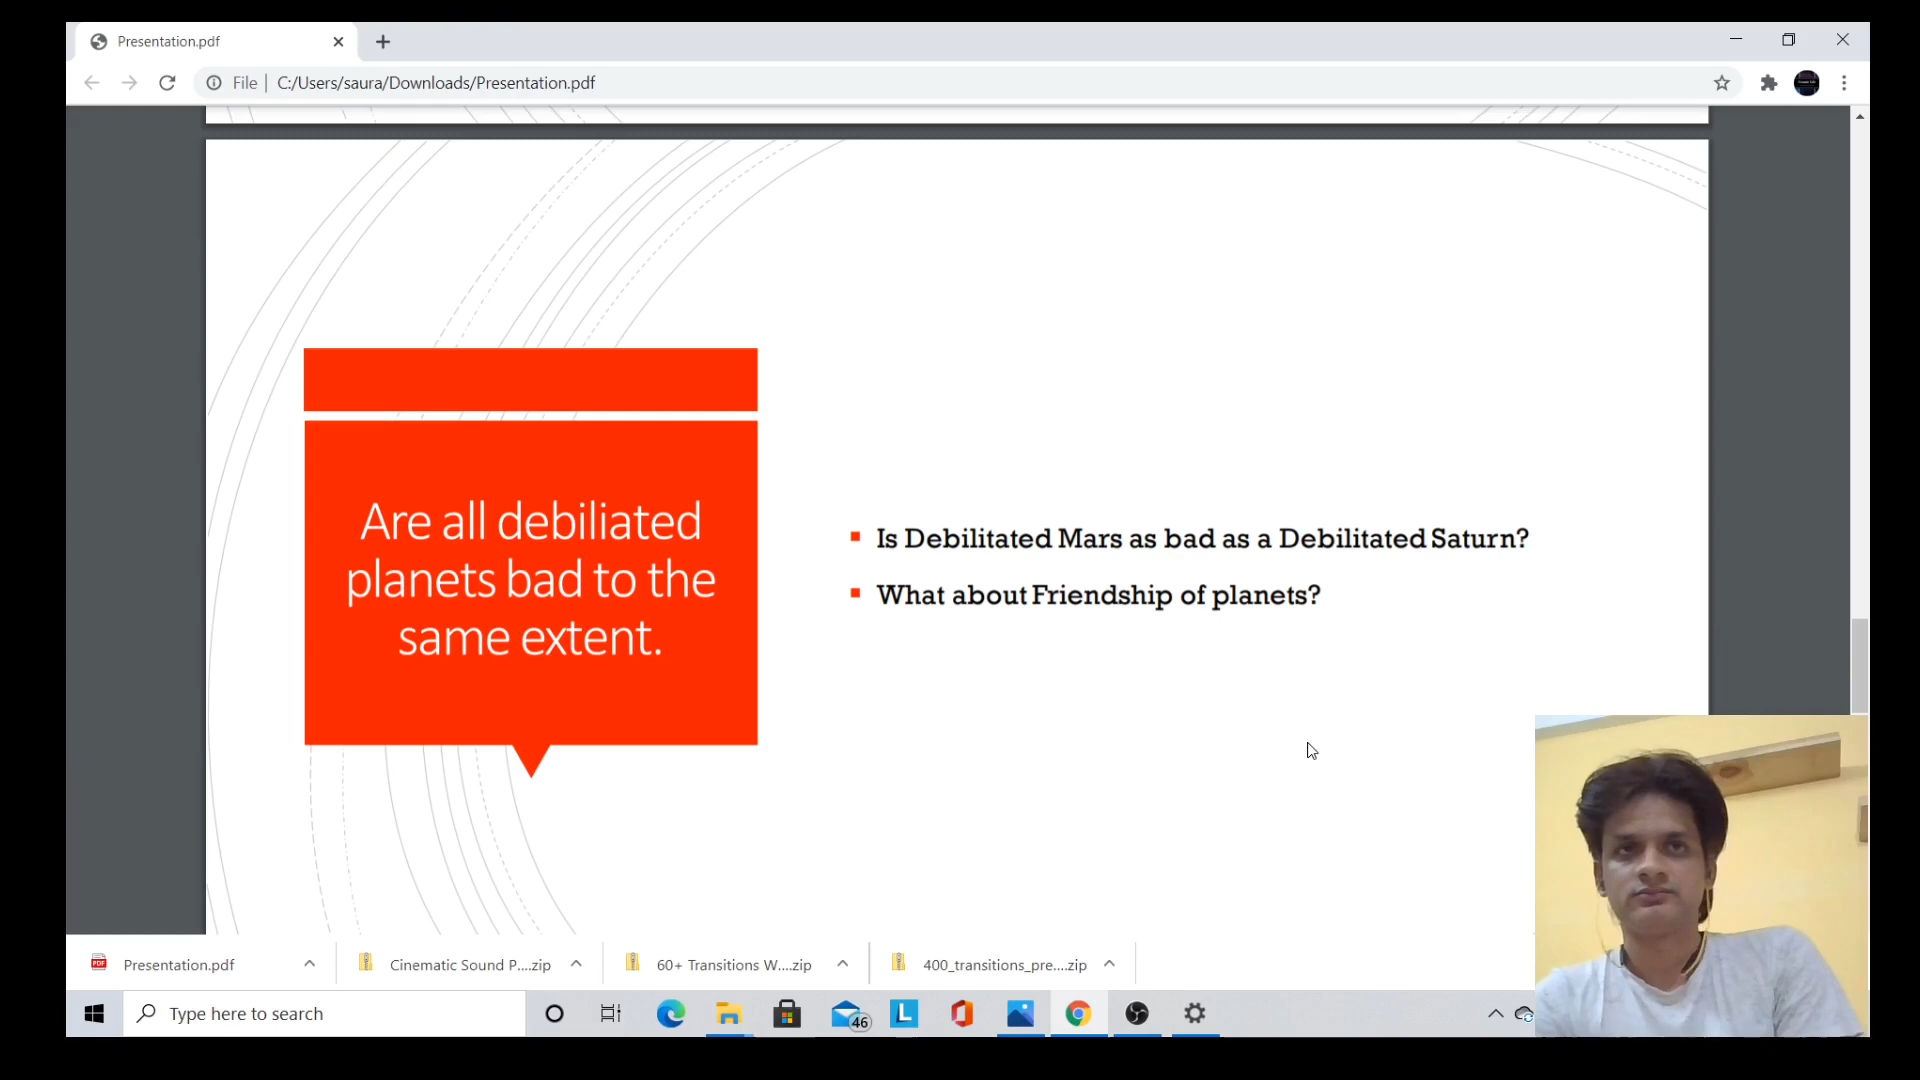 Presentation.pdf
File
C:/Users/saura/Downloads/Presentation.pdf
Are all debiliated
planets bad to the
same extent.
Is Debilitated Mars as bad as a Debilitated Saturn?
What about Friendship of planets?
Presentation.pdf
Cinematic Sound P....zip
60+ Transitions W....zip
400_transitions_pre....zip
Type here to search
L
46